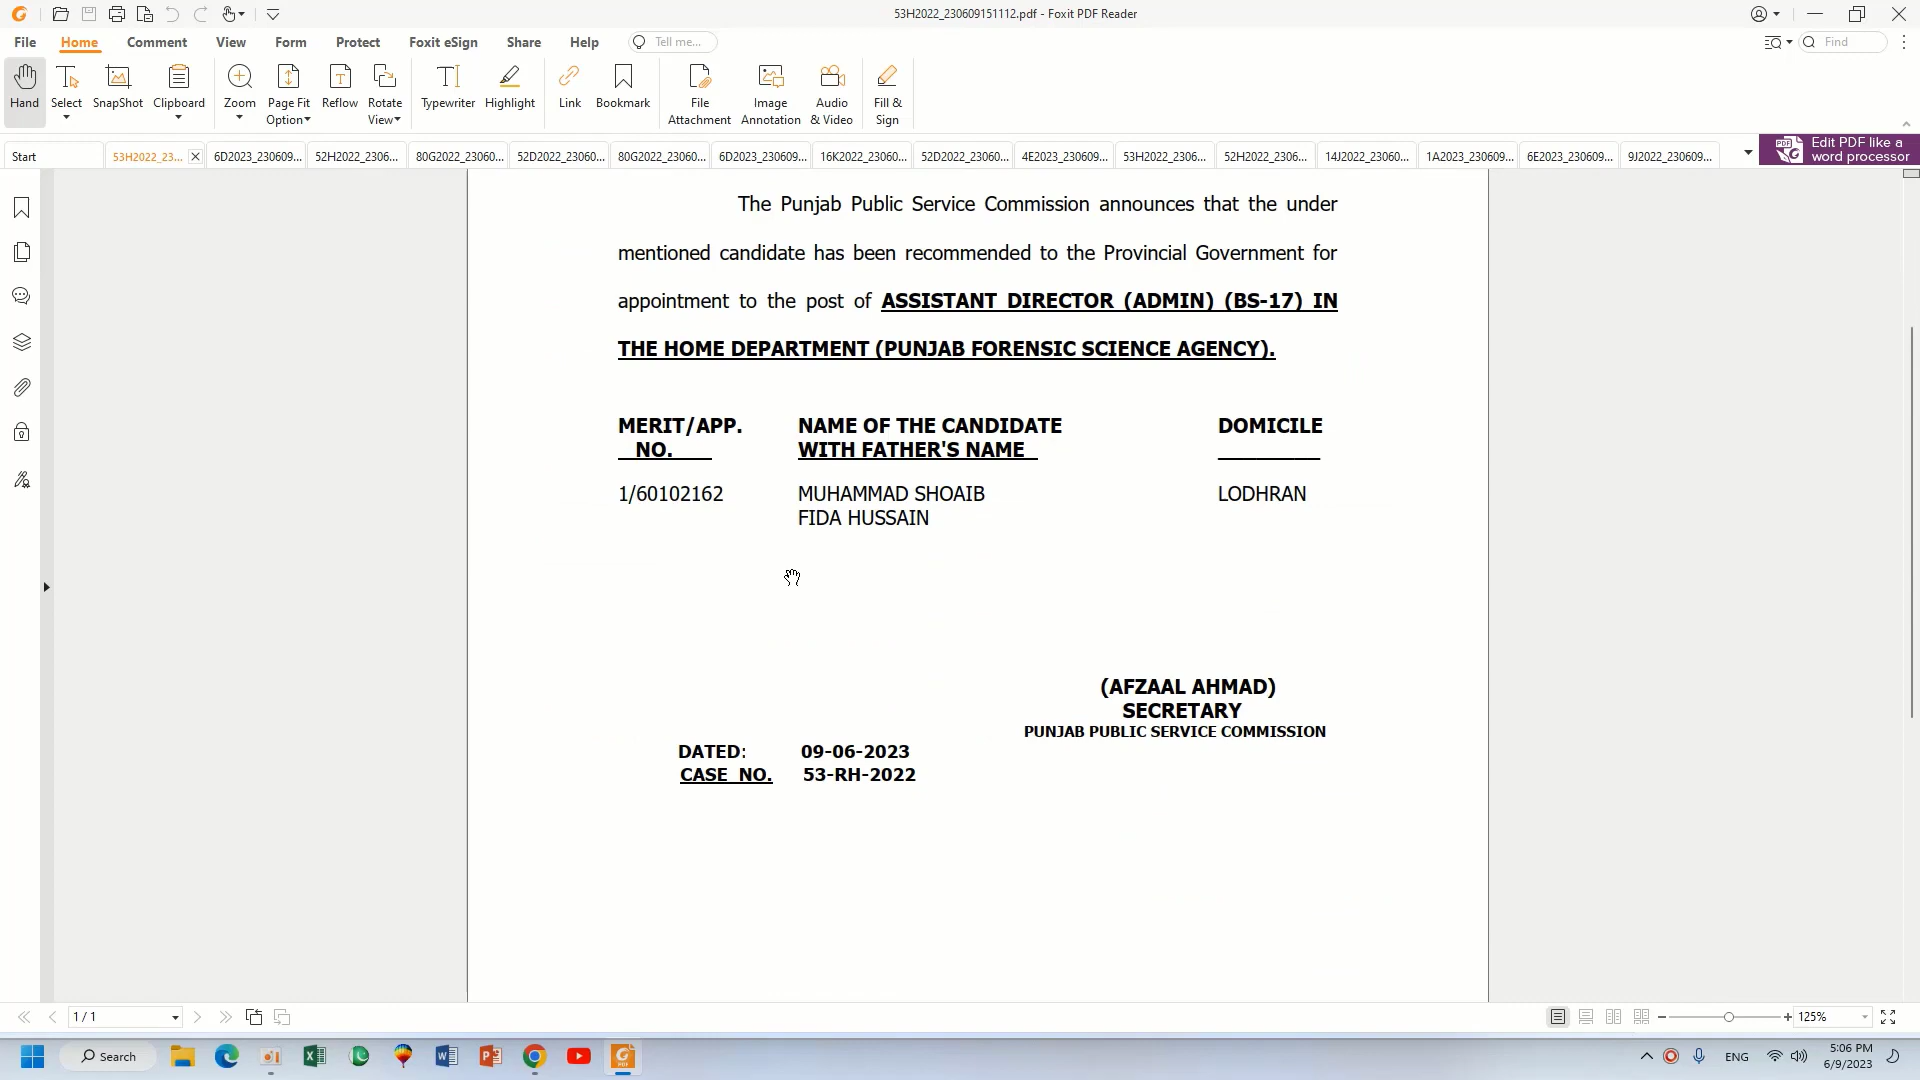 53H2022_230609151112.pdf - Foxit PDF Reader
File Home Comment View Form Protect Foxit eSign Share Help Tell me... Find
Hand Select SnapShot Clipboard Zoom Page Fit Option Reflow Rotate View Typewriter Highlight Link Bookmark File Attachment Image Annotation Audio & Video Fill & Sign
Start 53H2022_23... 6D2023_230609... 52H2022_2306... 80G2022_23060... 52D2022_23060... 80G2022_23060... 6D2023_230609... 16K2022_23060... 52D2022_23060... 4E2023_230609... 53H2022_2306... 52H2022_2306... 14J2022_23060... 1A2023_230609... 6E2023_230609... 9J2022_230609...
Edit PDF like a
word processor
The Punjab Public Service Commission announces that the under
mentioned candidate has been recommended to the Provincial Government for
appointment to the post of ASSISTANT DIRECTOR (ADMIN) (BS-17) IN
THE HOME DEPARTMENT (PUNJAB FORENSIC SCIENCE AGENCY).
MERIT/APP. NAME OF THE CANDIDATE DOMICILE
NO. WITH FATHER'S NAME
1/60102162 MUHAMMAD SHOAIB LODHRAN
FIDA HUSSAIN
(AFZAAL AHMAD)
SECRETARY
PUNJAB PUBLIC SERVICE COMMISSION
DATED: 09-06-2023
CASE NO. 53-RH-2022
1 / 1 125%
Search ENG 5:06 PM
6/9/2023